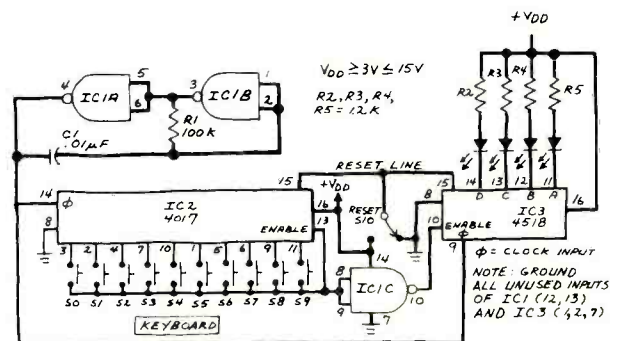 +VDD
4
5
6
IC1A
3
IC1B
1
2
R1
100K
C1
.01µF
VDD ≥3V≤ 15V
R2, R3, R4,
R5 = 1.2 K
R2
R3
R4
R5
14
D
13
C
12
B
11
A
RESET LINE
15
15
14
Φ
IC2
4017
+VDD
16
13
ENABLE
RESET
S10
8
8
10
ENABLE
Φ
9
IC3
4518
16
3
2
4
7
10
1
5
6
9
11
S0
S1
S2
S3
S4
S5
S6
S7
S8
S9
KEYBOARD
14
8
9
IC1C
10
7
Φ = CLOCK INPUT
NOTE: GROUND
ALL UNUSED INPUTS
OF IC1 (12,13)
AND IC3 (1,2,7)